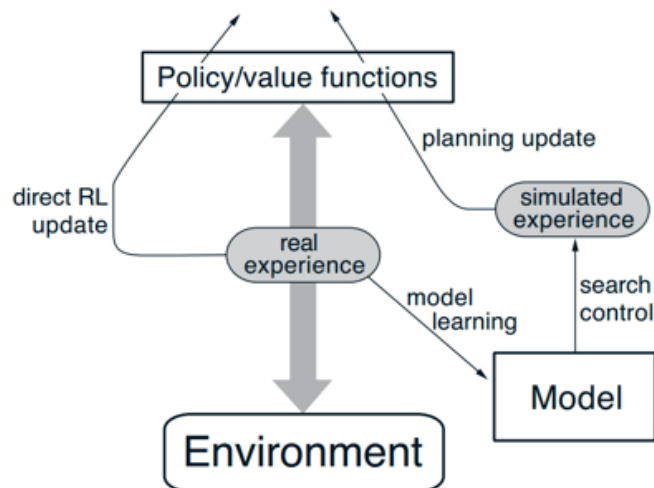 Policy/value functions
planning update
direct RL
update
simulated
experience
real
experience
model
learning
search
control
Model
Environment